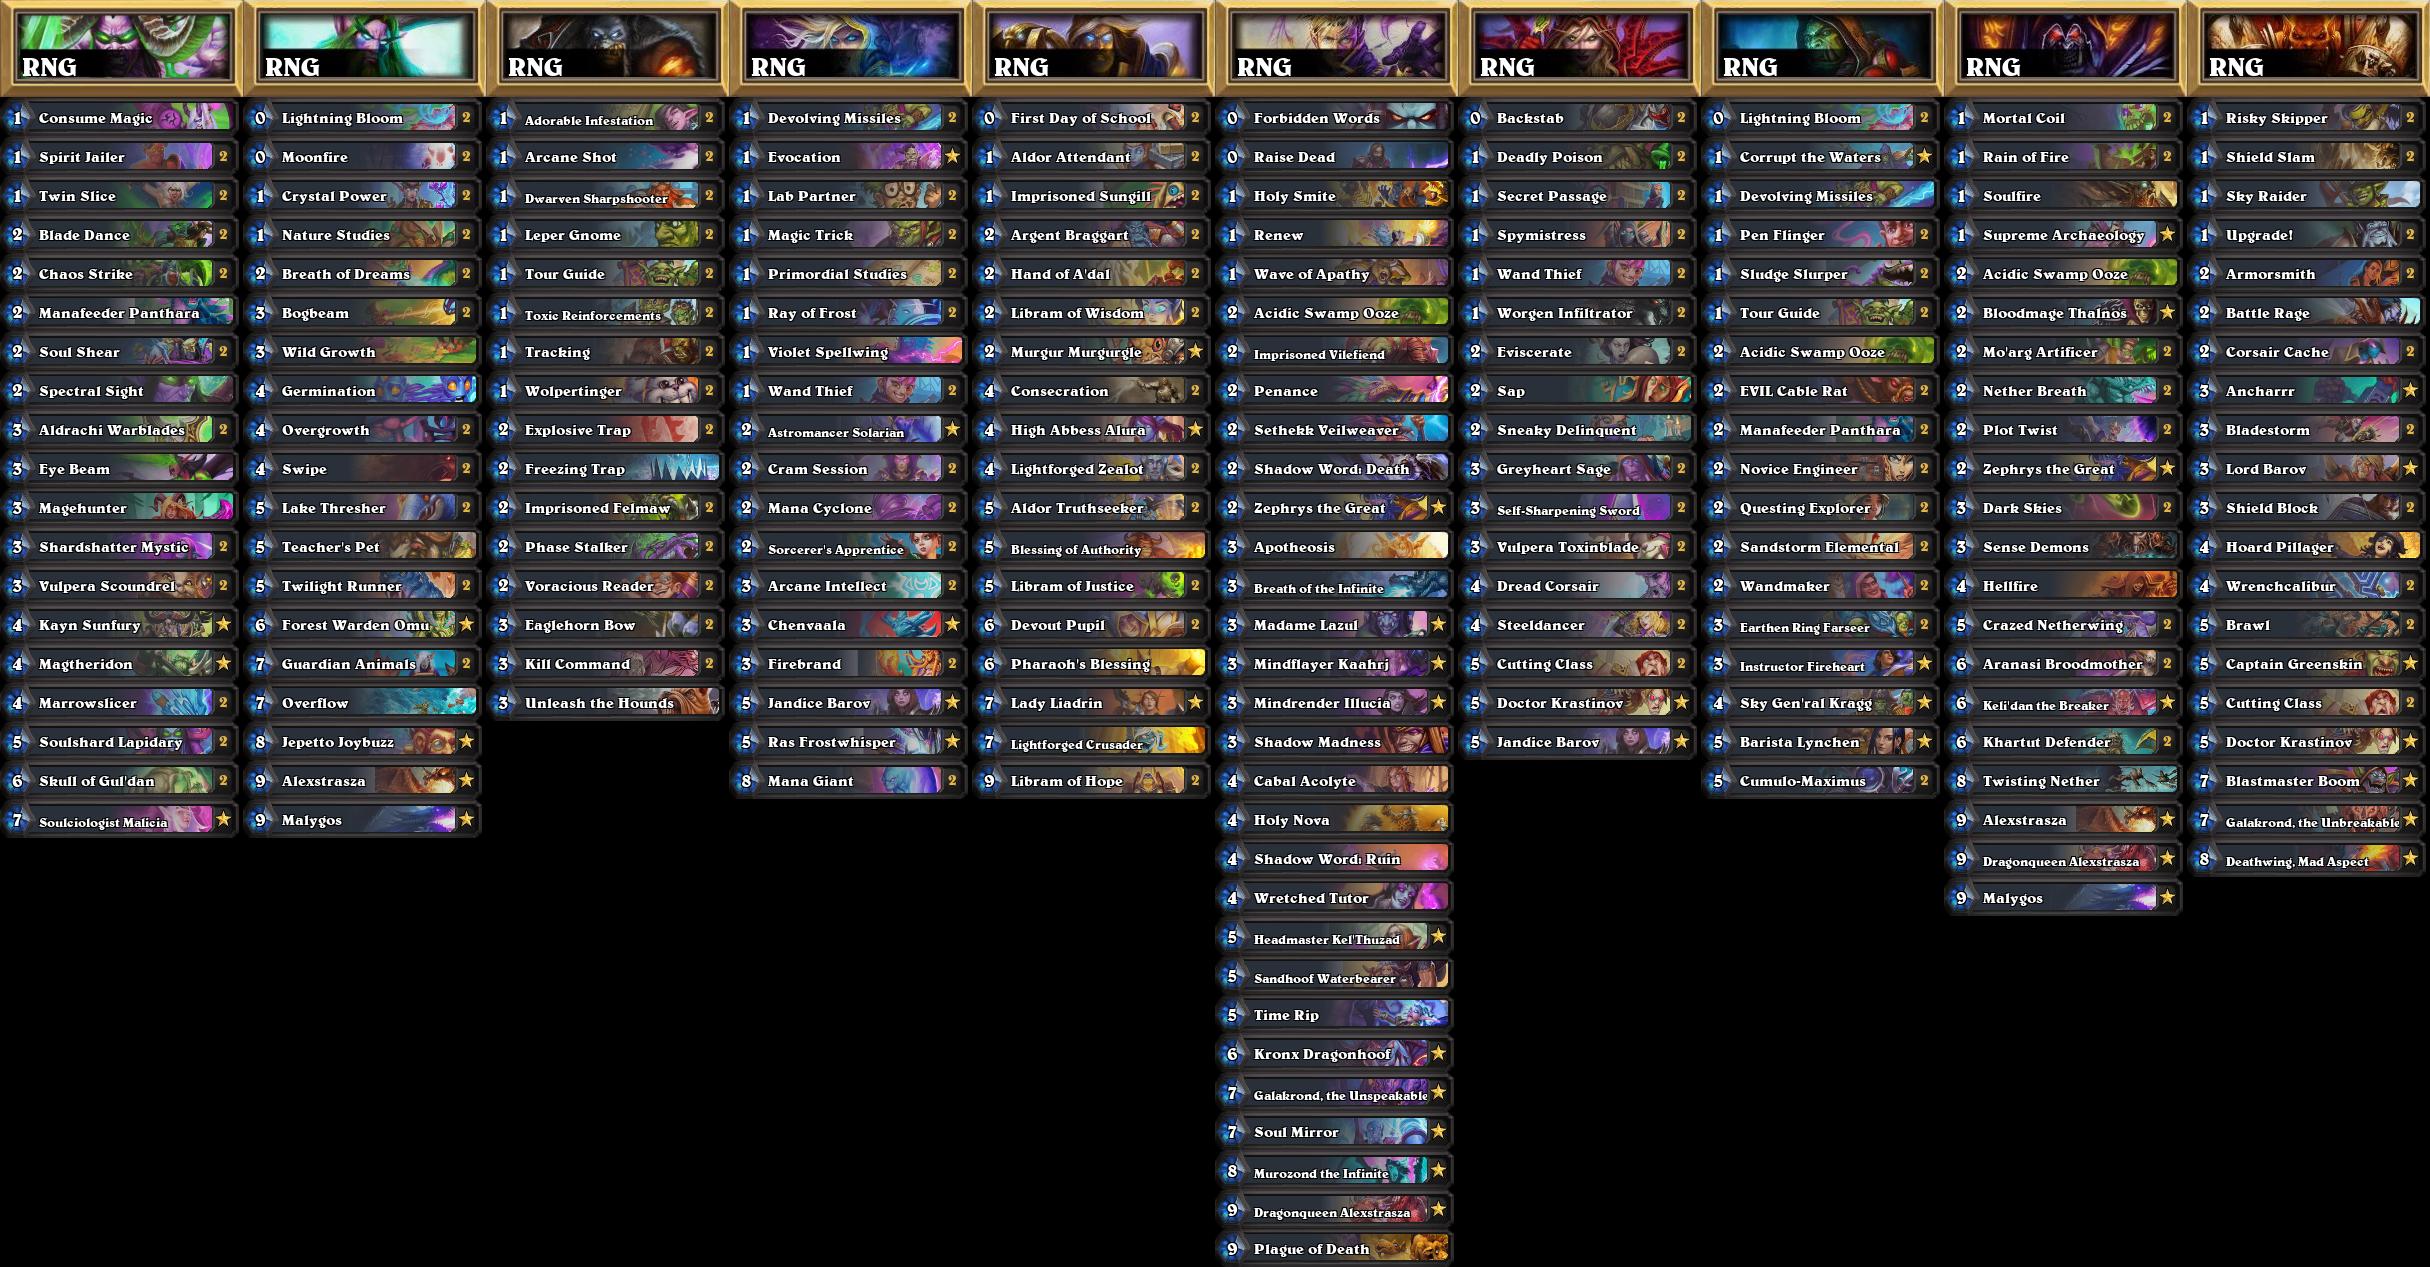 RNG
1 Consume Magic
1 Spirit Jailer 2
1 Twin Slice 2
2 Blade Dance 2
2 Chaos Strike 2
2 Manafeeder Panthara
2 Soul Shear 2
2 Spectral Sight
3 Aldrachi Warblades 2
3 Eye Beam
3 Magehunter
3 Shardshatter Mystic 2
3 Vulpera Scoundrel 2
4 Kayn Sunfury
4 Magtheridon
4 Marrowslicer 2
5 Soulshard Lapidary 2
6 Skull of Gul'dan 2
7 Soulciologist Malicia
RNG
0 Lightning Bloom 2
0 Moonfire 2
1 Crystal Power 2
1 Nature Studies 2
2 Breath of Dreams 2
3 Bogbeam 2
3 Wild Growth
4 Germination
4 Overgrowth 2
4 Swipe 2
5 Lake Thresher 2
5 Teacher's Pet
5 Twilight Runner 2
6 Forest Warden Omu
7 Guardian Animals 2
7 Overflow
8 Jepetto Joybuzz
9 Alexstrasza
9 Malygos
RNG
1 Adorable Infestation 2
1 Arcane Shot 2
1 Dwarven Sharpshooter 2
1 Leper Gnome 2
1 Tour Guide 2
1 Toxic Reinforcements 2
1 Tracking 2
1 Wolpertinger 2
2 Explosive Trap 2
2 Freezing Trap
2 Imprisoned Felmaw 2
2 Phase Stalker 2
2 Voracious Reader 2
3 Eaglehorn Bow 2
3 Kill Command 2
3 Unleash the Hounds
RNG
1 Devolving Missiles 2
1 Evocation
1 Lab Partner 2
1 Magic Trick 2
1 Primordial Studies 2
1 Ray of Frost 2
1 Violet Spellwing
1 Wand Thief 2
2 Astromancer Solarian
2 Cram Session 2
2 Mana Cyclone 2
2 Sorcerer's Apprentice 2
3 Arcane Intellect 2
3 Chenvaala
3 Firebrand 2
5 Jandice Barov
5 Ras Frostwhisper
8 Mana Giant 2
RNG
0 First Day of School 2
1 Aldor Attendant 2
1 Imprisoned Sungill 2
2 Argent Braggart 2
2 Hand of A'dal 2
2 Libram of Wisdom 2
2 Murgur Murgurgle
4 Consecration 2
4 High Abbess Alura
4 Lightforged Zealot 2
5 Aldor Truthseeker 2
5 Blessing of Authority
5 Libram of Justice 2
6 Devout Pupil 2
6 Pharaoh's Blessing
7 Lady Liadrin
7 Lightforged Crusader
9 Libram of Hope 2
RNG
0 Forbidden Words
0 Raise Dead
1 Holy Smite
1 Renew
1 Wave of Apathy
2 Acidic Swamp Ooze
2 Imprisoned Vilefiend
2 Penance
2 Sethekk Veilweaver
2 Shadow Word: Death
2 Zephrys the Great
3 Apotheosis
3 Breath of the Infinite
3 Madame Lazul
3 Mindflayer Kaahrj
3 Mindrender Illucia
3 Shadow Madness
4 Cabal Acolyte
4 Holy Nova
4 Shadow Word: Ruin
4 Wretched Tutor
5 Headmaster Kel'Thuzad
5 Sandhoof Waterbearer
5 Time Rip
6 Kronx Dragonhoof
7 Galakrond, the Unspeakable
7 Soul Mirror
8 Murozond the Infinite
9 Dragonqueen Alexstrasza
9 Plague of Death
RNG
0 Backstab 2
1 Deadly Poison 2
1 Secret Passage 2
1 Spymistress 2
1 Wand Thief 2
1 Worgen Infiltrator 2
2 Eviscerate 2
2 Sap
2 Sneaky Delinquent
3 Greyheart Sage 2
3 Self-Sharpening Sword 2
3 Vulpera Toxinblade 2
4 Dread Corsair 2
4 Steeldancer 2
5 Cutting Class 2
5 Doctor Krastinov
5 Jandice Barov
RNG
0 Lightning Bloom 2
1 Corrupt the Waters
1 Devolving Missiles
1 Pen Flinger 2
1 Sludge Slurper 2
1 Tour Guide 2
2 Acidic Swamp Ooze
2 EVIL Cable Rat 2
2 Manafeeder Panthara 2
2 Novice Engineer 2
2 Questing Explorer 2
2 Sandstorm Elemental 2
2 Wandmaker 2
3 Earthen Ring Farseer 2
3 Instructor Fireheart
4 Sky Gen'ral Kragg
5 Barista Lynchen
5 Cumulo-Maximus 2
RNG
1 Mortal Coil 2
1 Rain of Fire 2
1 Soulfire
1 Supreme Archaeology
2 Acidic Swamp Ooze
2 Bloodmage Thalnos
2 Mo'arg Artificer 2
2 Nether Breath 2
2 Plot Twist 2
2 Zephrys the Great
3 Dark Skies 2
3 Sense Demons
4 Hellfire
5 Crazed Netherwing 2
6 Aranasi Broodmother 2
6 Keli'dan the Breaker
6 Khartut Defender 2
8 Twisting Nether
9 Alexstrasza
9 Dragonqueen Alexstrasza
9 Malygos
RNG
1 Risky Skipper 2
1 Shield Slam 2
1 Sky Raider
1 Upgrade! 2
2 Armorsmith 2
2 Battle Rage
2 Corsair Cache 2
3 Ancharrr
3 Bladestorm 2
3 Lord Barov
3 Shield Block 2
4 Hoard Pillager
4 Wrenchcalibur 2
5 Brawl 2
5 Captain Greenskin
5 Cutting Class 2
5 Doctor Krastinov
7 Blastmaster Boom
7 Galakrond, the Unbreakable
8 Deathwing, Mad Aspect